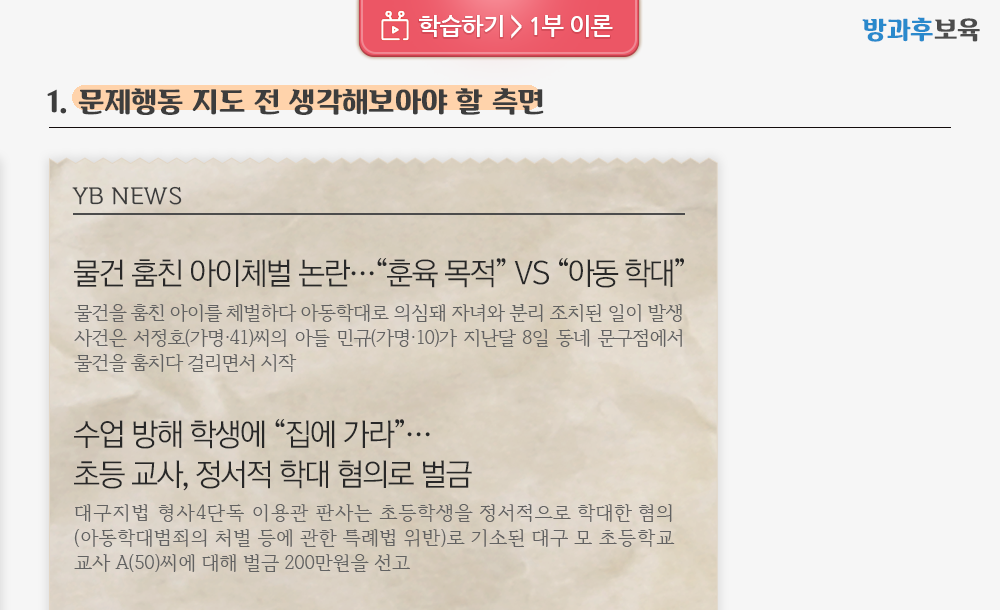 학습하기 > 1부 이론
방과후보육
1. 문제행동 지도 전 생각해보아야 할 측면
YB NEWS
물건 훔친 아이체벌 논란…“훈육 목적” VS “아동 학대”
물건을 훔친 아이를 체벌하다 아동학대로 의심돼 자녀와 분리 조치된 일이 발생
사건은 서정호(가명·41)씨의 아들 민규(가명·10)가 지난달 8일 동네 문구점에서
물건을 훔치다 걸리면서 시작
수업 방해 학생에 “집에 가라”…
초등 교사, 정서적 학대 혐의로 벌금
대구지법 형사4단독 이용관 판사는 초등학생을 정서적으로 학대한 혐의
(아동학대범죄의 처벌 등에 관한 특례법 위반)로 기소된 대구 모 초등학교
교사 A(50)씨에 대해 벌금 200만원을 선고